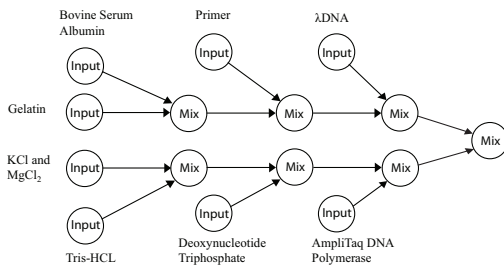 Bovine Serum
Albumin
Primer
λDNA
Input
Input
Input
Gelatin
Input
Mix
Mix
Mix
Mix
KCl and
MgCl₂
Input
Mix
Mix
Mix
Input
Input
Input
Tris-HCL
Deoxynucleotide
Triphosphate
AmpliTaq DNA
Polymerase